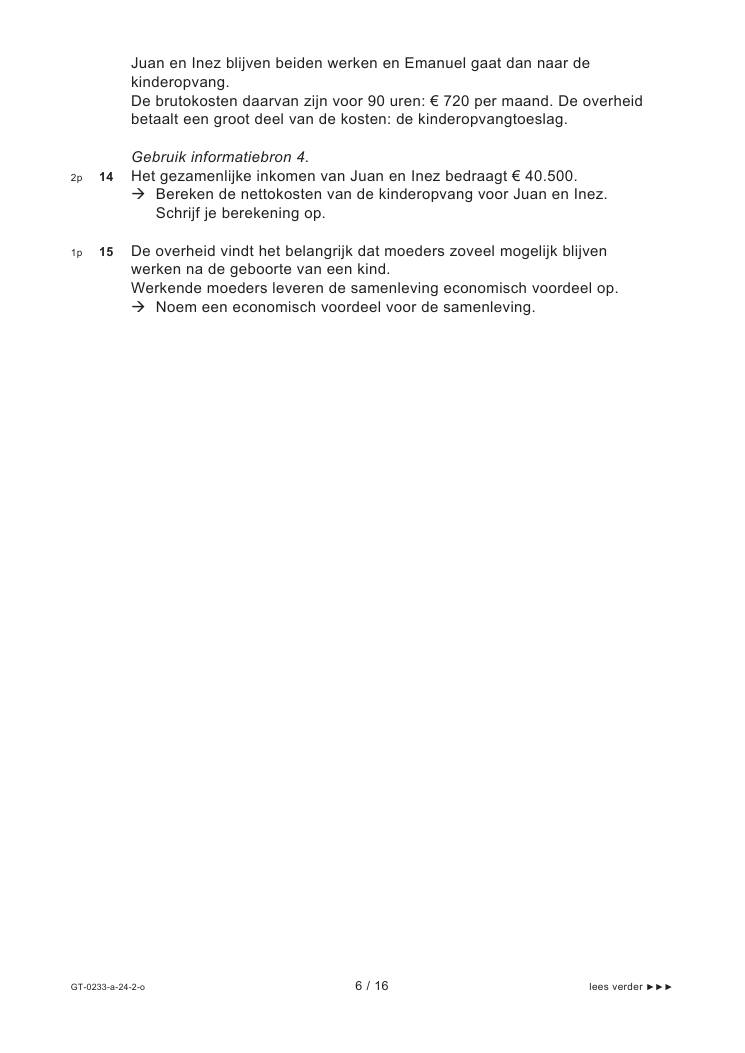 Juan en Inez blijven beiden werken en Emanuel gaat dan naar de
kinderopvang.
De brutokosten daarvan zijn voor 90 uren: € 720 per maand. De overheid
betaalt een groot deel van de kosten: de kinderopvangtoeslag.
Gebruik informatiebron 4.
2p 14 Het gezamenlijke inkomen van Juan en Inez bedraagt € 40.500.
→ Bereken de nettokosten van de kinderopvang voor Juan en Inez.
Schrijf je berekening op.
1p 15 De overheid vindt het belangrijk dat moeders zoveel mogelijk blijven
werken na de geboorte van een kind.
Werkende moeders leveren de samenleving economisch voordeel op.
→ Noem een economisch voordeel voor de samenleving.
GT-0233-a-24-2-o 6 / 16 lees verder ►►►